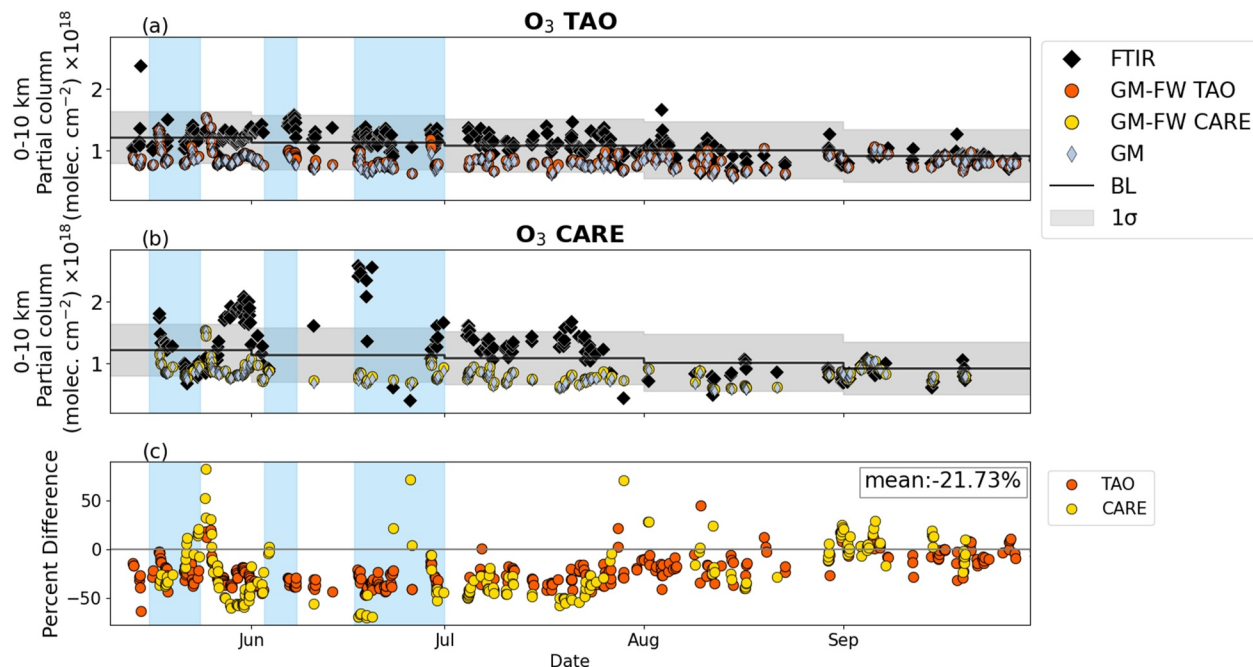 (a)
O₃ TAO
0-10 km
Partial column
(molec. cm⁻²) ×10¹⁸
2
1
FTIR
GM-FW TAO
GM-FW CARE
GM
BL
1σ
(b)
O₃ CARE
0-10 km
Partial column
(molec. cm⁻²) ×10¹⁸
2
1
(c)
Percent Difference
50
0
−50
mean:-21.73%
TAO
CARE
Jun
Jul
Aug
Sep
Date